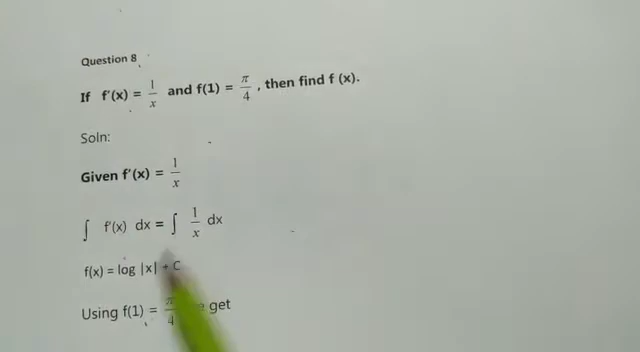 Question 8
If f'(x) = 1/x and f(1) = π/4 , then find f (x).
Soln:
Given f'(x) = 1/x
∫ f'(x) dx = ∫ 1/x dx
f(x) = log |x| + C
Using f(1) = π/4 get